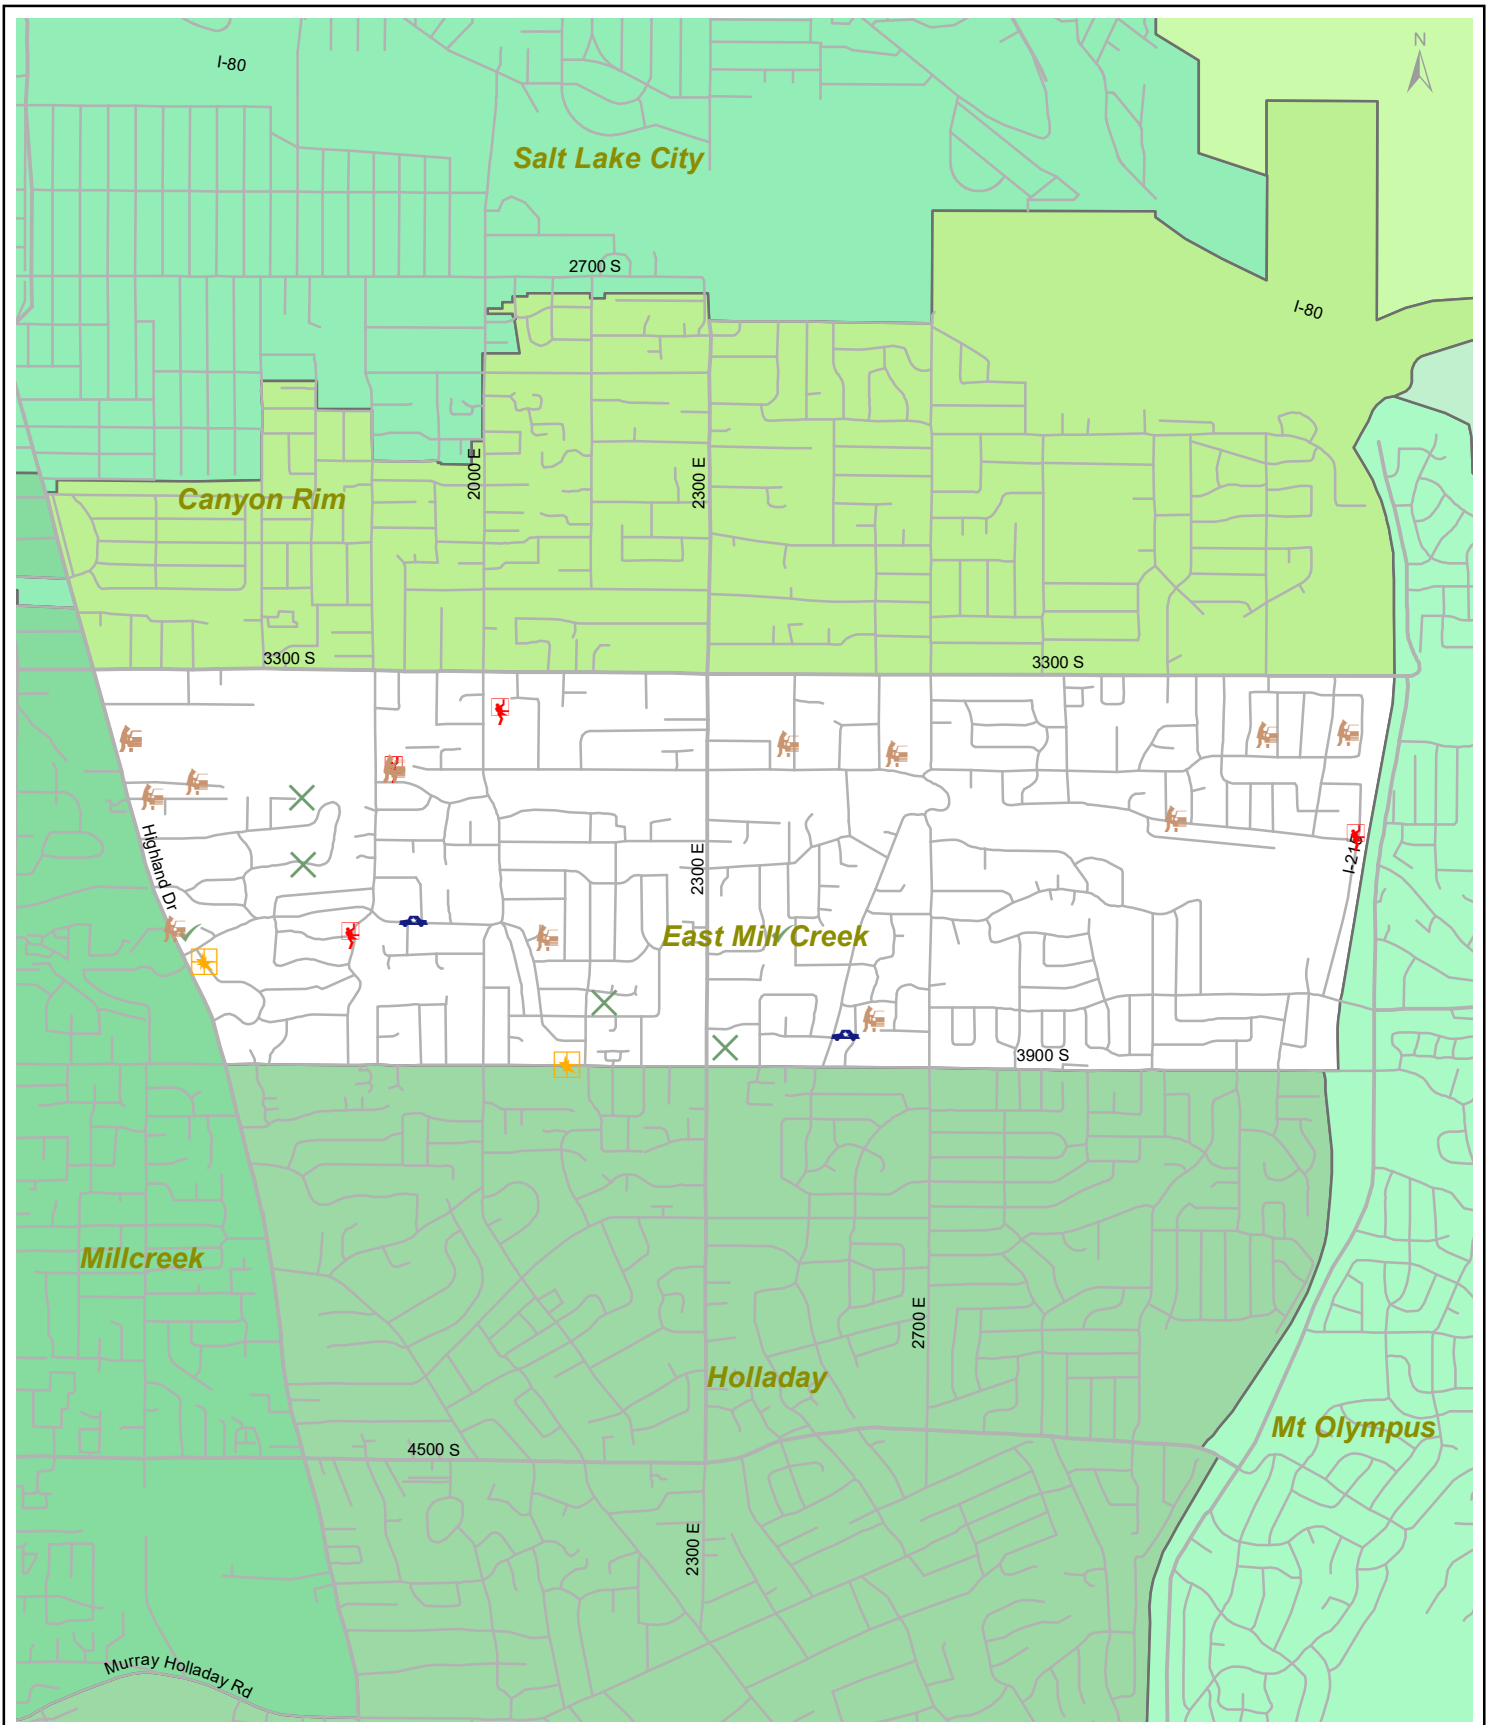 I-80
N
Salt Lake City
2700 S
I-80
2000 E
2300 E
Canyon Rim
3300 S
3300 S
Highland Dr
2300 E
I-215
East Mill Creek
3900 S
Millcreek
2700 E
Holladay
Mt Olympus
4500 S
2300 E
Murray Holladay Rd